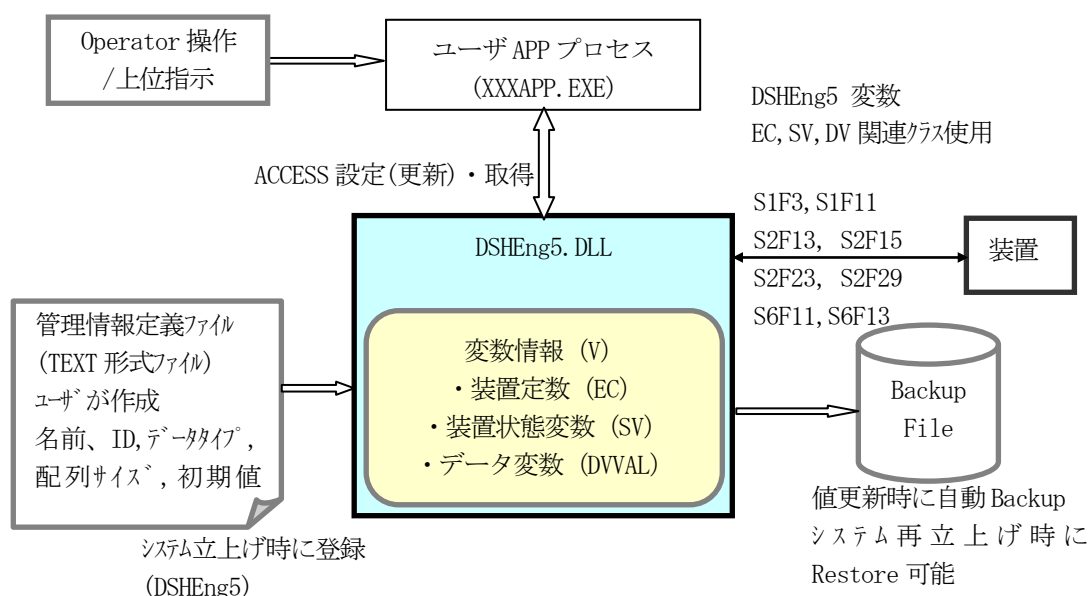 Operator 操作
/上位指示
ユーザ APP プロセス
(XXXAPP.EXE)
DSHEng5 変数
EC,SV,DV 関連クラス使用
ACCESS 設定(更新)・取得
S1F3,S1F11
S2F13, S2F15
S2F23, S2F29
S6F11,S6F13
装置
DSHEng5.DLL
変数情報 (V)
・装置定数 (EC)
・装置状態変数 (SV)
・データ変数 (DVVAL)
管理情報定義ファイル
(TEXT 形式ファイル)
ユーザが作成
名前、ID,データタイプ,
配列サイズ,初期値
システム立上げ時に登録
(DSHEng5)
Backup
File
値更新時に自動 Backup
システム再立上げ時に
Restore 可能